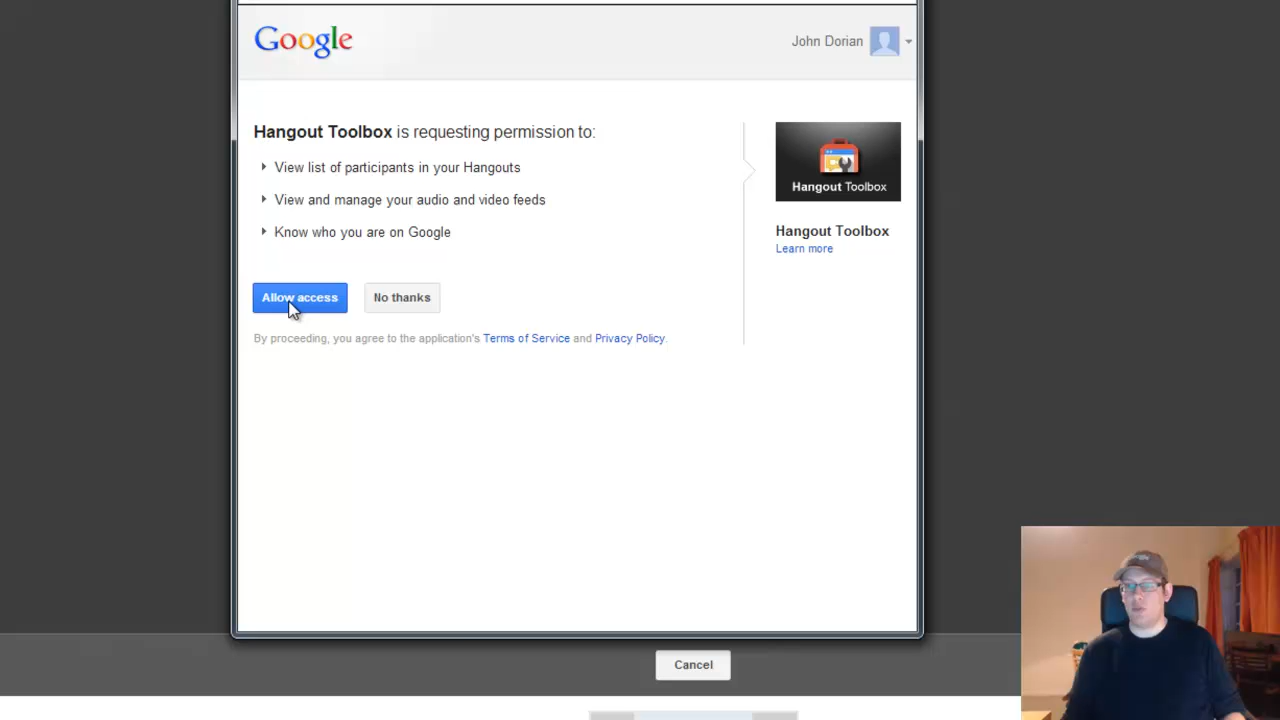 Google
John Dorian
Hangout Toolbox is requesting permission to:
View list of participants in your Hangouts
View and manage your audio and video feeds
Know who you are on Google
Hangout Toolbox
Hangout Toolbox
Learn more
Allow access
No thanks
By proceeding, you agree to the application's Terms of Service and Privacy Policy.
Cancel